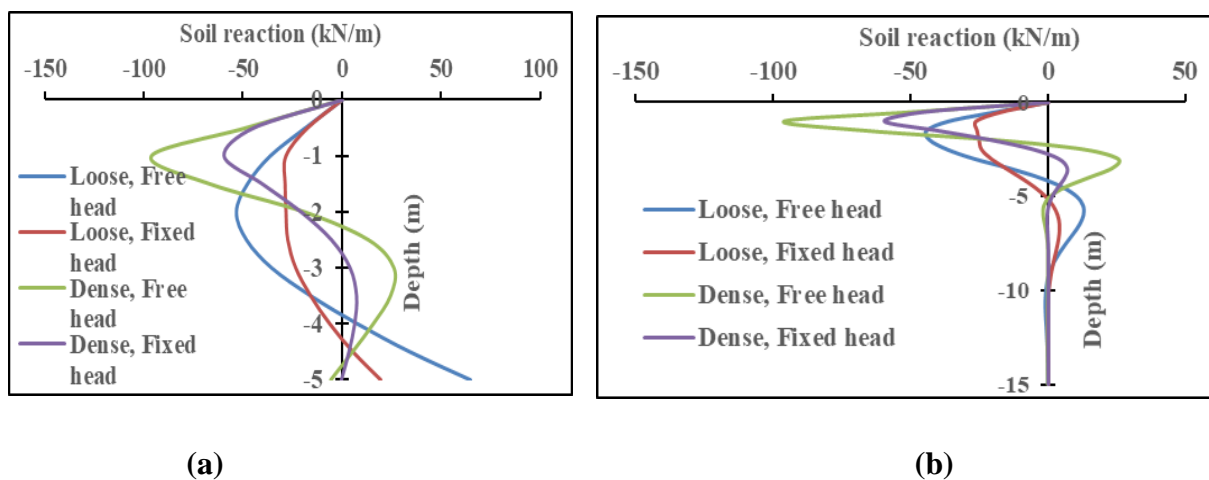 Soil reaction (kN/m)
-150 -100 -50 0 50 100
0
-1
-2
-3
-4
-5
Loose, Free
head
Loose, Fixed
head
Dense, Free
head
Dense, Fixed
head
Depth (m)
(a)
Soil reaction (kN/m)
-150 -100 -50 0 50
0
-5
-10
-15
Loose, Free head
Loose, Fixed head
Dense, Free head
Dense, Fixed head
Depth (m)
(b)